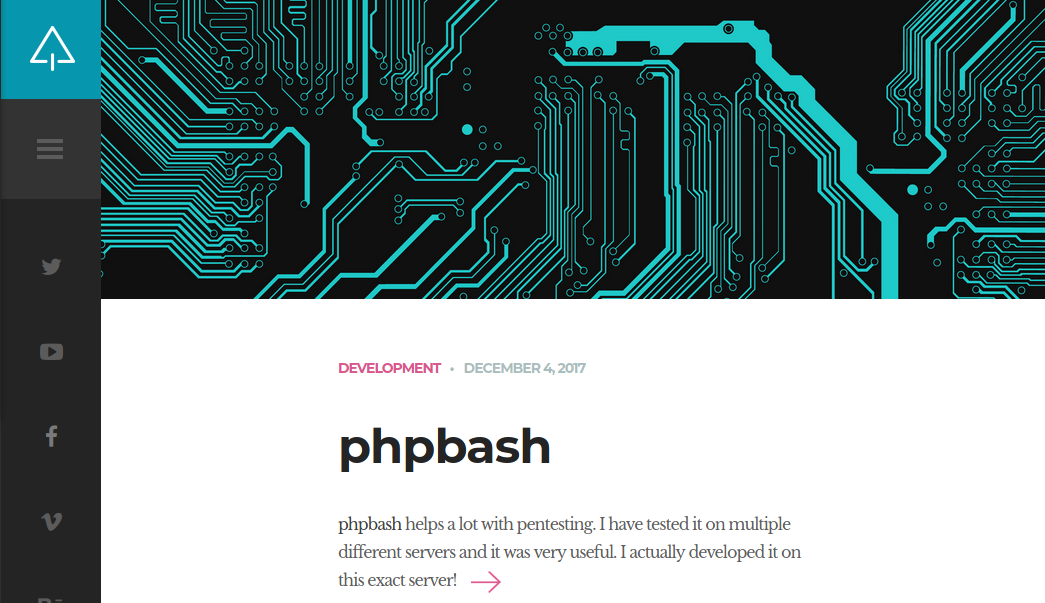 DEVELOPMENT • DECEMBER 4, 2017
phpbash
phpbash helps a lot with pentesting. I have tested it on multiple
different servers and it was very useful. I actually developed it on
this exact server!